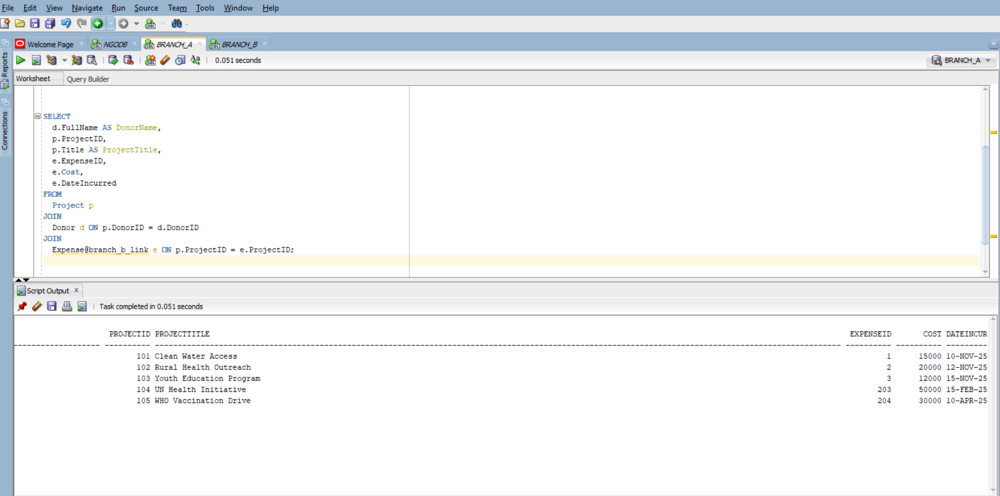 File Edit View Navigate Run Source Team Tools Window Help
Welcome Page NGODB BRANCH_A BRANCH_B
0.051 seconds BRANCH_A
Reports
Connections
Worksheet Query Builder
SELECT
d.FullName AS DonorName,
p.ProjectID,
p.Title AS ProjectTitle,
e.ExpenseID,
e.Cost,
e.DateIncurred
FROM
Project p
JOIN
Donor d ON p.DonorID = d.DonorID
JOIN
Expense@branch_b_link e ON p.ProjectID = e.ProjectID;
Script Output x
Task completed in 0.051 seconds
PROJECTID PROJECTTITLE EXPENSEID COST DATEINCUR
101 Clean Water Access 1 15000 10-NOV-25
102 Rural Health Outreach 2 20000 12-NOV-25
103 Youth Education Program 3 12000 15-NOV-25
104 UN Health Initiative 203 50000 15-FEB-25
105 WHO Vaccination Drive 204 30000 10-APR-25